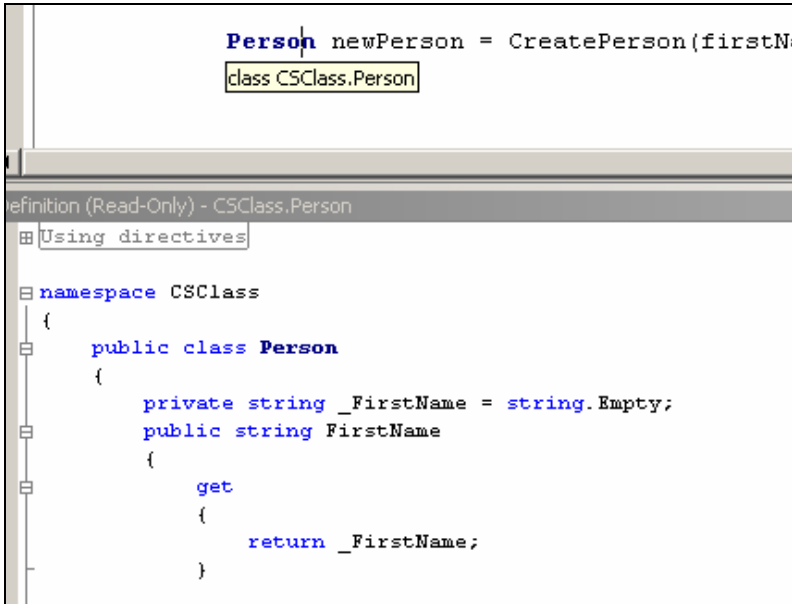 Person newPerson = CreatePerson(firstN
class CSClass.Person
efinition (Read-Only) - CSClass.Person
Using directives
namespace CSClass
{
public class Person
{
private string _FirstName = string.Empty;
public string FirstName
{
get
{
return _FirstName;
}